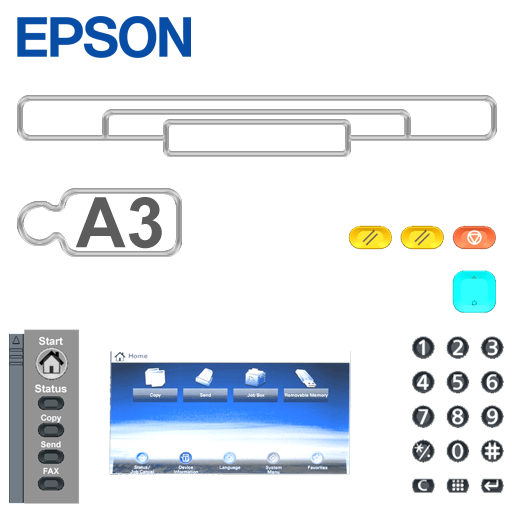 EPSON
A3
Start
Status
Copy
Send
FAX
Home
Copy Send Job Box Removable Memory
Status/ Job Cancel Device Information Language System Menu Favorites
1 2 3
4 5 6
7 8 9
*/. 0 #
C